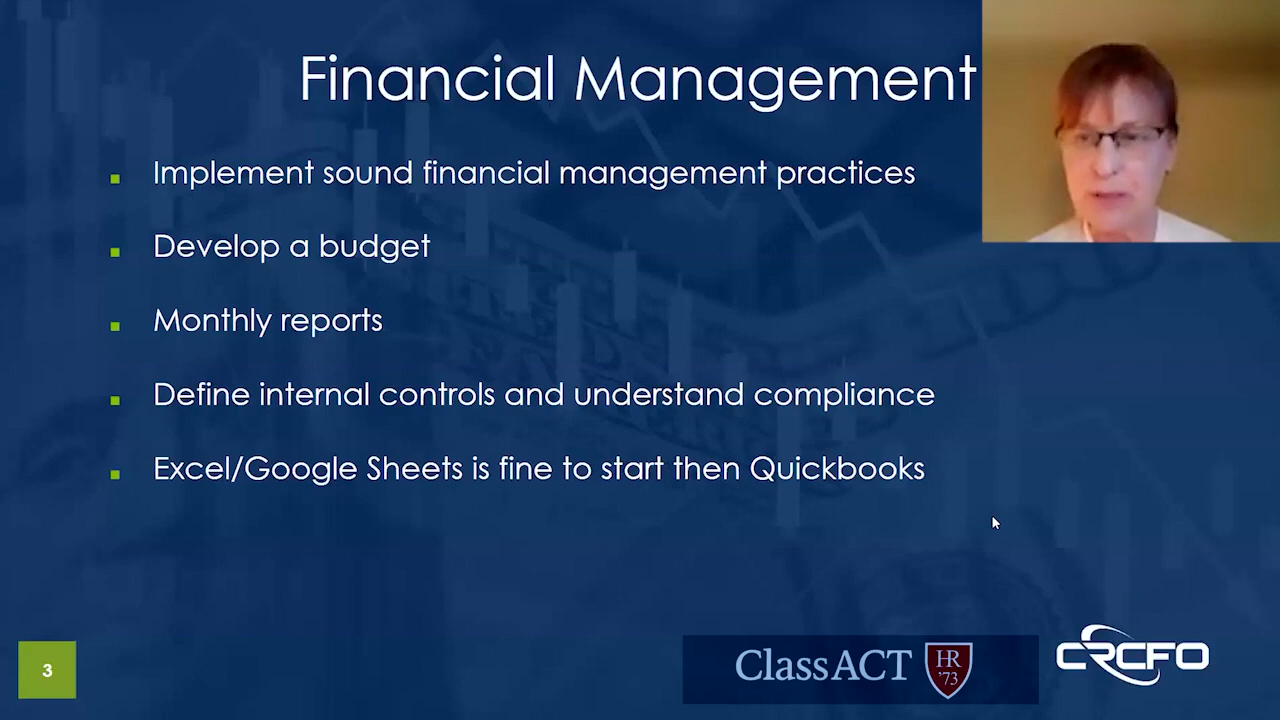 Financial Management
Implement sound financial management practices
Develop a budget
Monthly reports
Define internal controls and understand compliance
Excel/Google Sheets is fine to start then Quickbooks
3
ClassACT
HR
'73
CRCFO